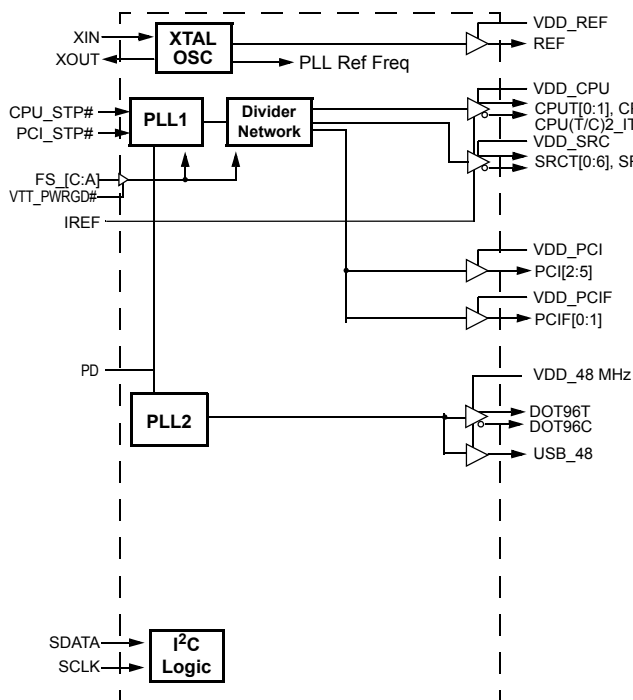 XIN
XOUT
XTAL
OSC
VDD_REF
REF
PLL Ref Freq
CPU_STP#
PCI_STP#
PLL1
Divider
Network
VDD_CPU
CPUT[0:1],
CPU(T/C)2_IT
VDD_SRC
SRCT[0:6],
FS_[C:A]
VTT_PWRGD#
IREF
VDD_PCI
PCI[2:5]
VDD_PCIF
PCIF[0:1]
PD
PLL2
VDD_48 MHz
DOT96T
DOT96C
USB_48
SDATA
SCLK
I²C
Logic